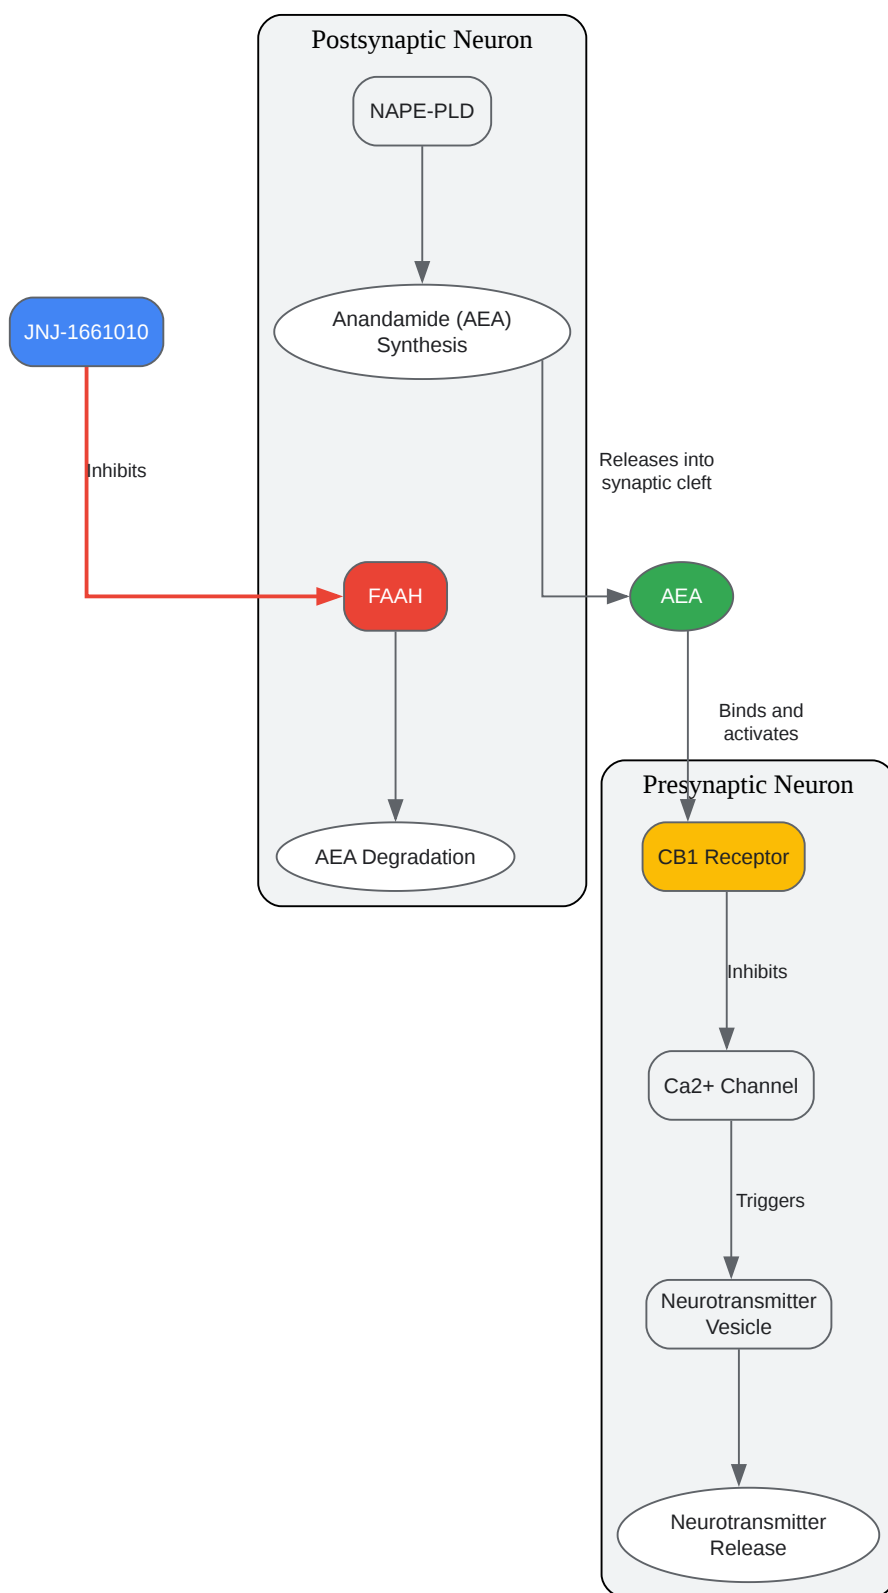 Postsynaptic Neuron
NAPE-PLD
Anandamide (AEA)
Synthesis
JNJ-1661010
Inhibits
Releases into
synaptic cleft
FAAH
AEA
Binds and
activates
Presynaptic Neuron
AEA Degradation
CB1 Receptor
Inhibits
Ca2+ Channel
Triggers
Neurotransmitter
Vesicle
Neurotransmitter
Release